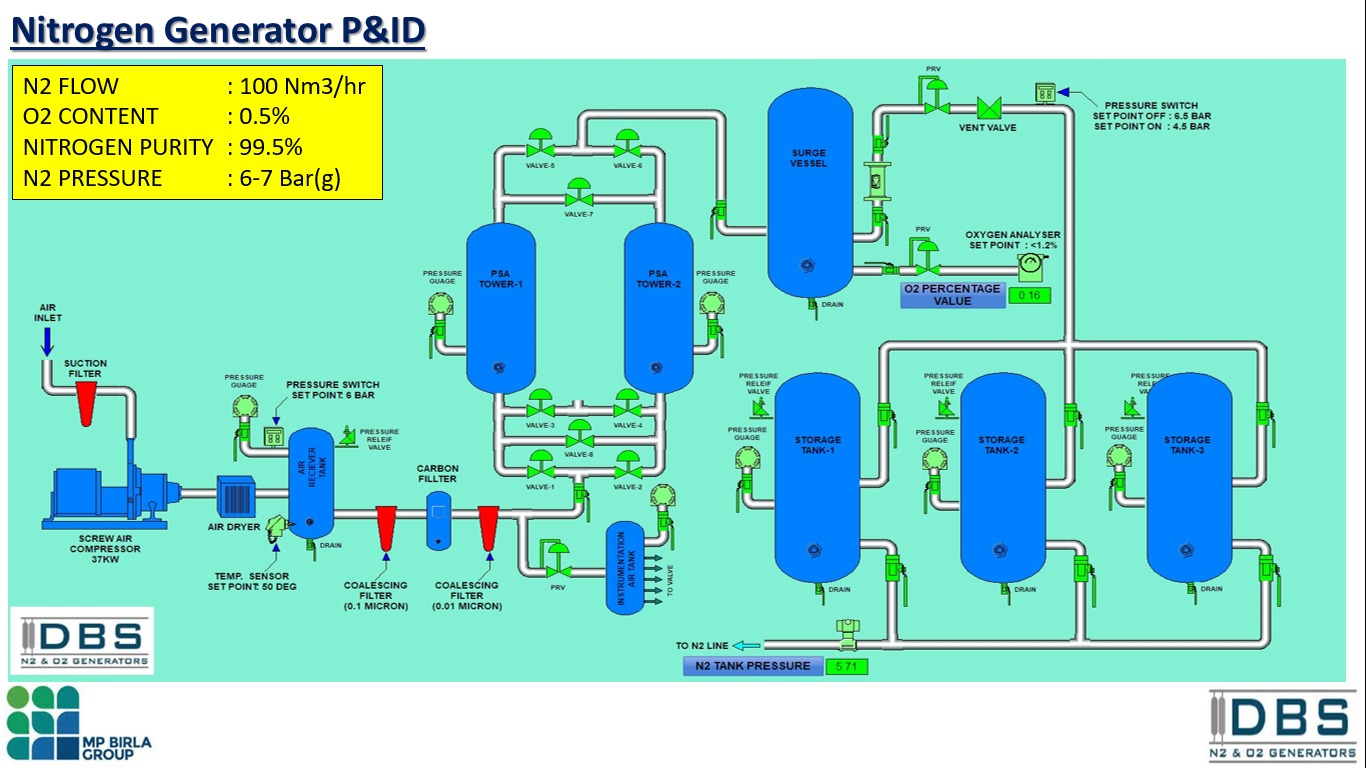 Nitrogen Generator P&ID
N2 FLOW : 100 Nm3/hr
O2 CONTENT : 0.5%
NITROGEN PURITY : 99.5%
N2 PRESSURE : 6-7 Bar(g)
PRV
PRESSURE SWITCH
SET POINT OFF : 6.5 BAR
SET POINT ON : 4.5 BAR
VENT VALVE
SURGE
VESSEL
VALVE-5
VALVE-6
VALVE-7
PRV
OXYGEN ANALYSER
SET POINT : <1.2%
O2 PERCENTAGE
VALUE
0.16
DRAIN
PRESSURE
GUAGE
PSA
TOWER-1
PSA
TOWER-2
PRESSURE
GUAGE
AIR
INLET
SUCTION
FILTER
PRESSURE
GUAGE
PRESSURE SWITCH
SET POINT: 6 BAR
PRESSURE
RELEIF
VALVE
AIR
RECIEVER
TANK
VALVE-3
VALVE-4
VALVE-8
VALVE-1
VALVE-2
CARBON
FILLTER
AIR DRYER
SCREW AIR
COMPRESSOR
37KW
DRAIN
TEMP. SENSOR
SET POINT: 50 DEG
COALESCING
FILTER
(0.1 MICRON)
COALESCING
FILTER
(0.01 MICRON)
PRV
INSTRUMENTATION
AIR TANK
TO VALVE
PRESSURE
RELEIF
VALVE
PRESSURE
GUAGE
STORAGE
TANK-1
DRAIN
PRESSURE
RELEIF
VALVE
PRESSURE
GUAGE
STORAGE
TANK-2
DRAIN
PRESSURE
RELEIF
PRESSURE
GUAGE
STORAGE
TANK-3
DRAIN
TO N2 LINE
N2 TANK PRESSURE
5.71
DBS
N2 & O2 GENERATORS
MP BIRLA
GROUP
DBS
N2 & O2 GENERATORS